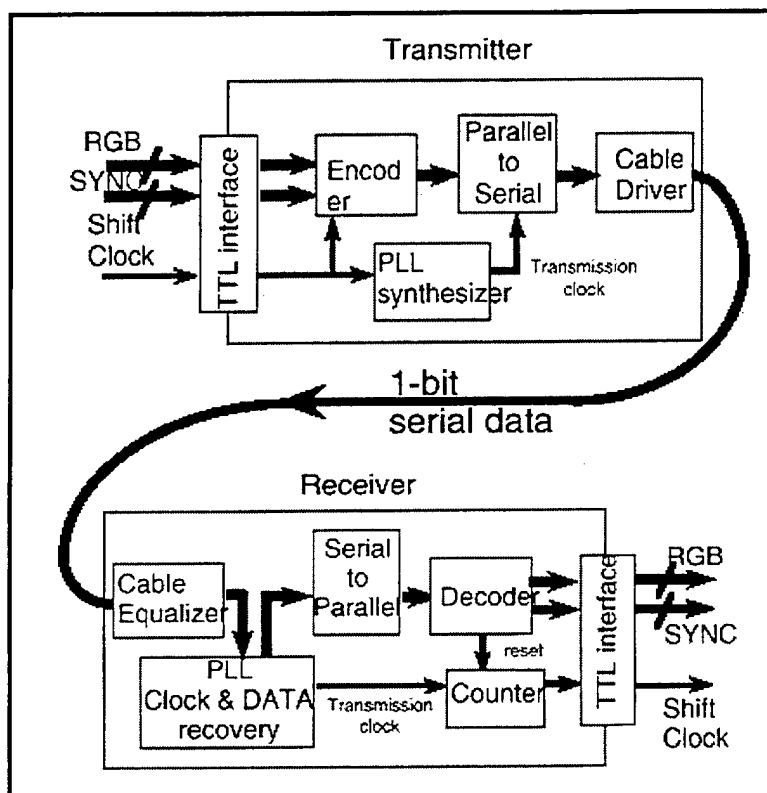 Transmitter
RGB
SYNC
Shift
Clock
TTL interface
Encod
er
Parallel
to
Serial
Cable
Driver
PLL
synthesizer
Transmission
clock
1-bit
serial data
Receiver
Cable
Equalizer
Serial
to
Parallel
Decoder
TTL interface
RGB
SYNC
reset
PLL
Clock & DATA
recovery
Transmission
clock
Counter
Shift
Clock